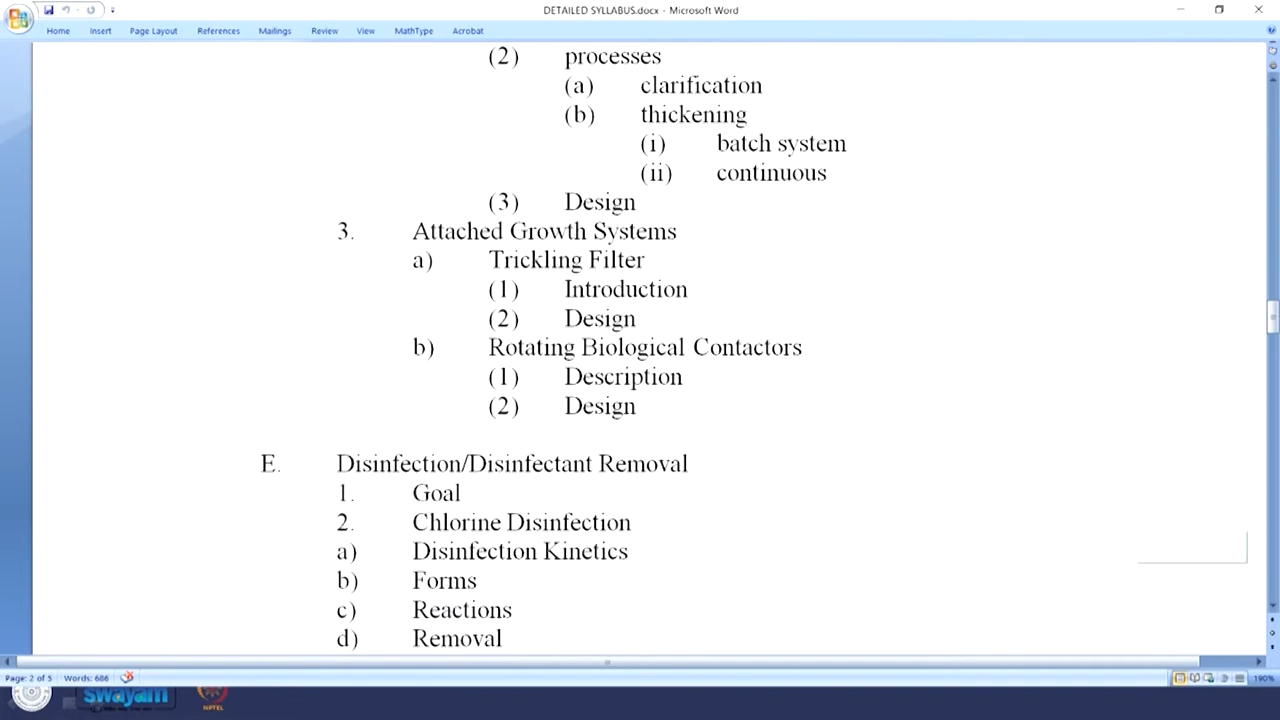 DETAILED SYLLABUS.docx - Microsoft Word
Home Insert Page Layout References Mailings Review View MathType Acrobat
(2) processes
(a) clarification
(b) thickening
(i) batch system
(ii) continuous
(3) Design
3. Attached Growth Systems
a) Trickling Filter
(1) Introduction
(2) Design
b) Rotating Biological Contactors
(1) Description
(2) Design
E. Disinfection/Disinfectant Removal
1. Goal
2. Chlorine Disinfection
a) Disinfection Kinetics
b) Forms
c) Reactions
d) Removal
Page: 2 of 5 Words: 686 190%
swayam NPTEL